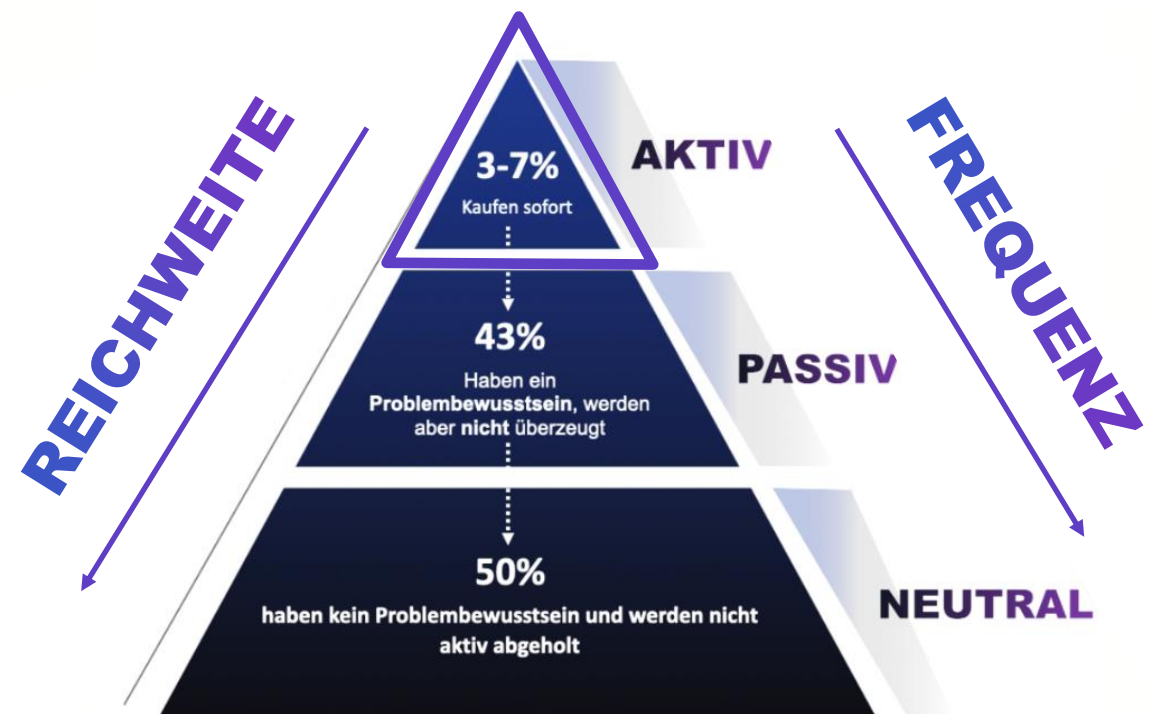 REICHWEITE
FREQUENZ
3-7%
Kaufen sofort
AKTIV
43%
Haben ein
Problembewusstsein, werden
aber nicht überzeugt
PASSIV
50%
haben kein Problembewusstsein und werden nicht
aktiv abgeholt
NEUTRAL